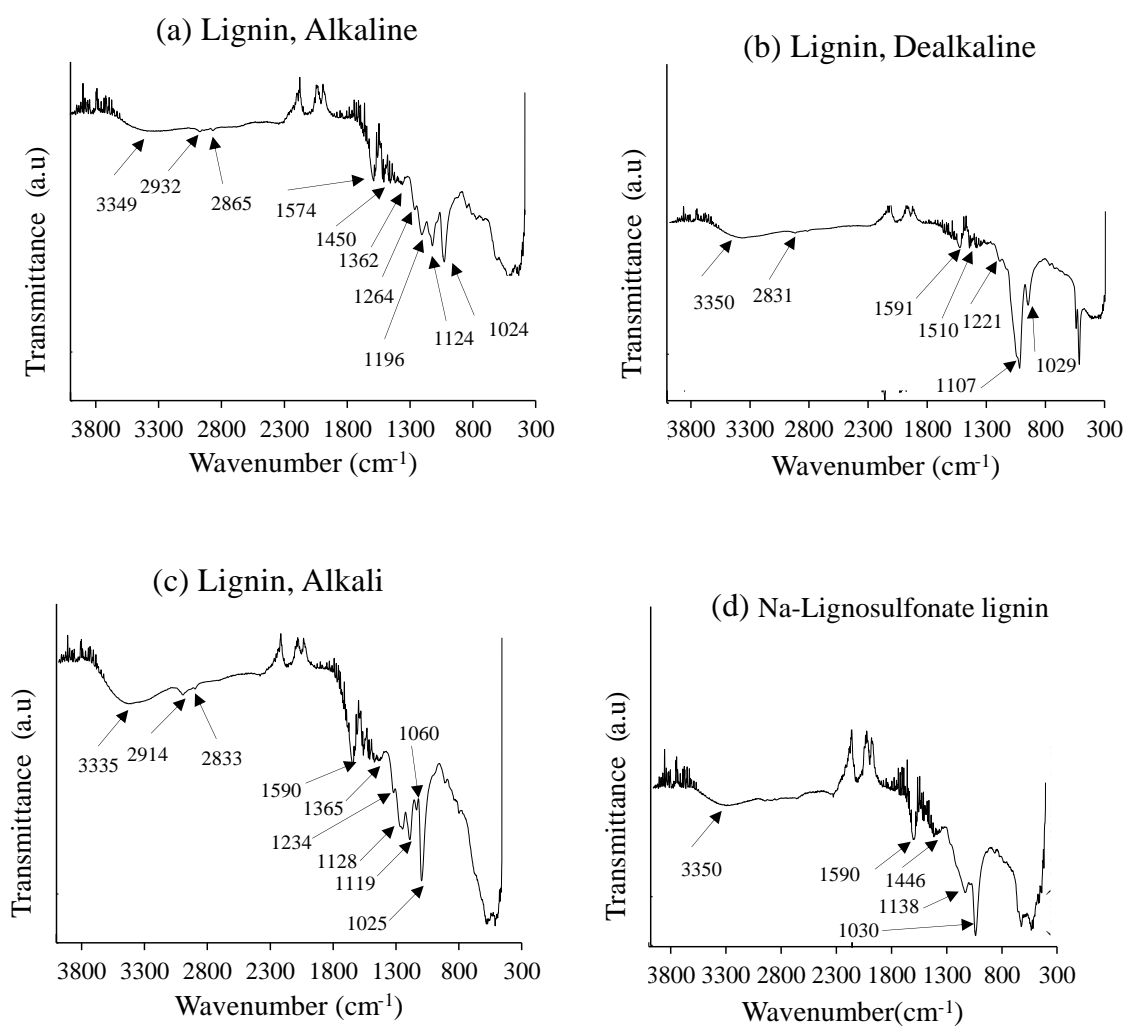 (a) Lignin, Alkaline
Transmittance (a.u)
3349
2932
2865
1574
1450
1362
1264
1196
1124
1024
3800 3300 2800 2300 1800 1300 800 300
Wavenumber (cm-1)
(b) Lignin, Dealkaline
Transmittance (a.u)
3350
2831
1591
1510
1221
1107
1029
3800 3300 2800 2300 1800 1300 800 300
Wavenumber (cm-1)
(c) Lignin, Alkali
Transmittance (a.u)
3335
2914
2833
1060
1590
1365
1234
1128
1119
1025
3800 3300 2800 2300 1800 1300 800 300
Wavenumber (cm-1)
(d) Na-Lignosulfonate lignin
Transmittance (a.u)
3350
1590
1446
1138
1030
3800 3300 2800 2300 1800 1300 800 300
Wavenumber(cm-1)